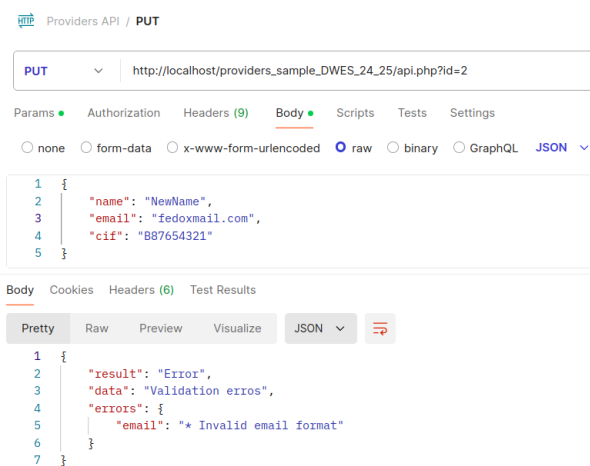 HTTP Providers API / PUT
PUT http://localhost/providers_sample_DWES_24_25/api.php?id=2
Params Authorization Headers (9) Body Scripts Tests Settings
none form-data x-www-form-urlencoded raw binary GraphQL JSON
1 {
2 "name": "NewName",
3 "email": "fedoxmail.com",
4 "cif": "B87654321"
5 }
Body Cookies Headers (6) Test Results
Pretty Raw Preview Visualize JSON
1 {
2 "result": "Error",
3 "data": "Validation erros",
4 "errors": {
5 "email": "* Invalid email format"
6 }
7 }